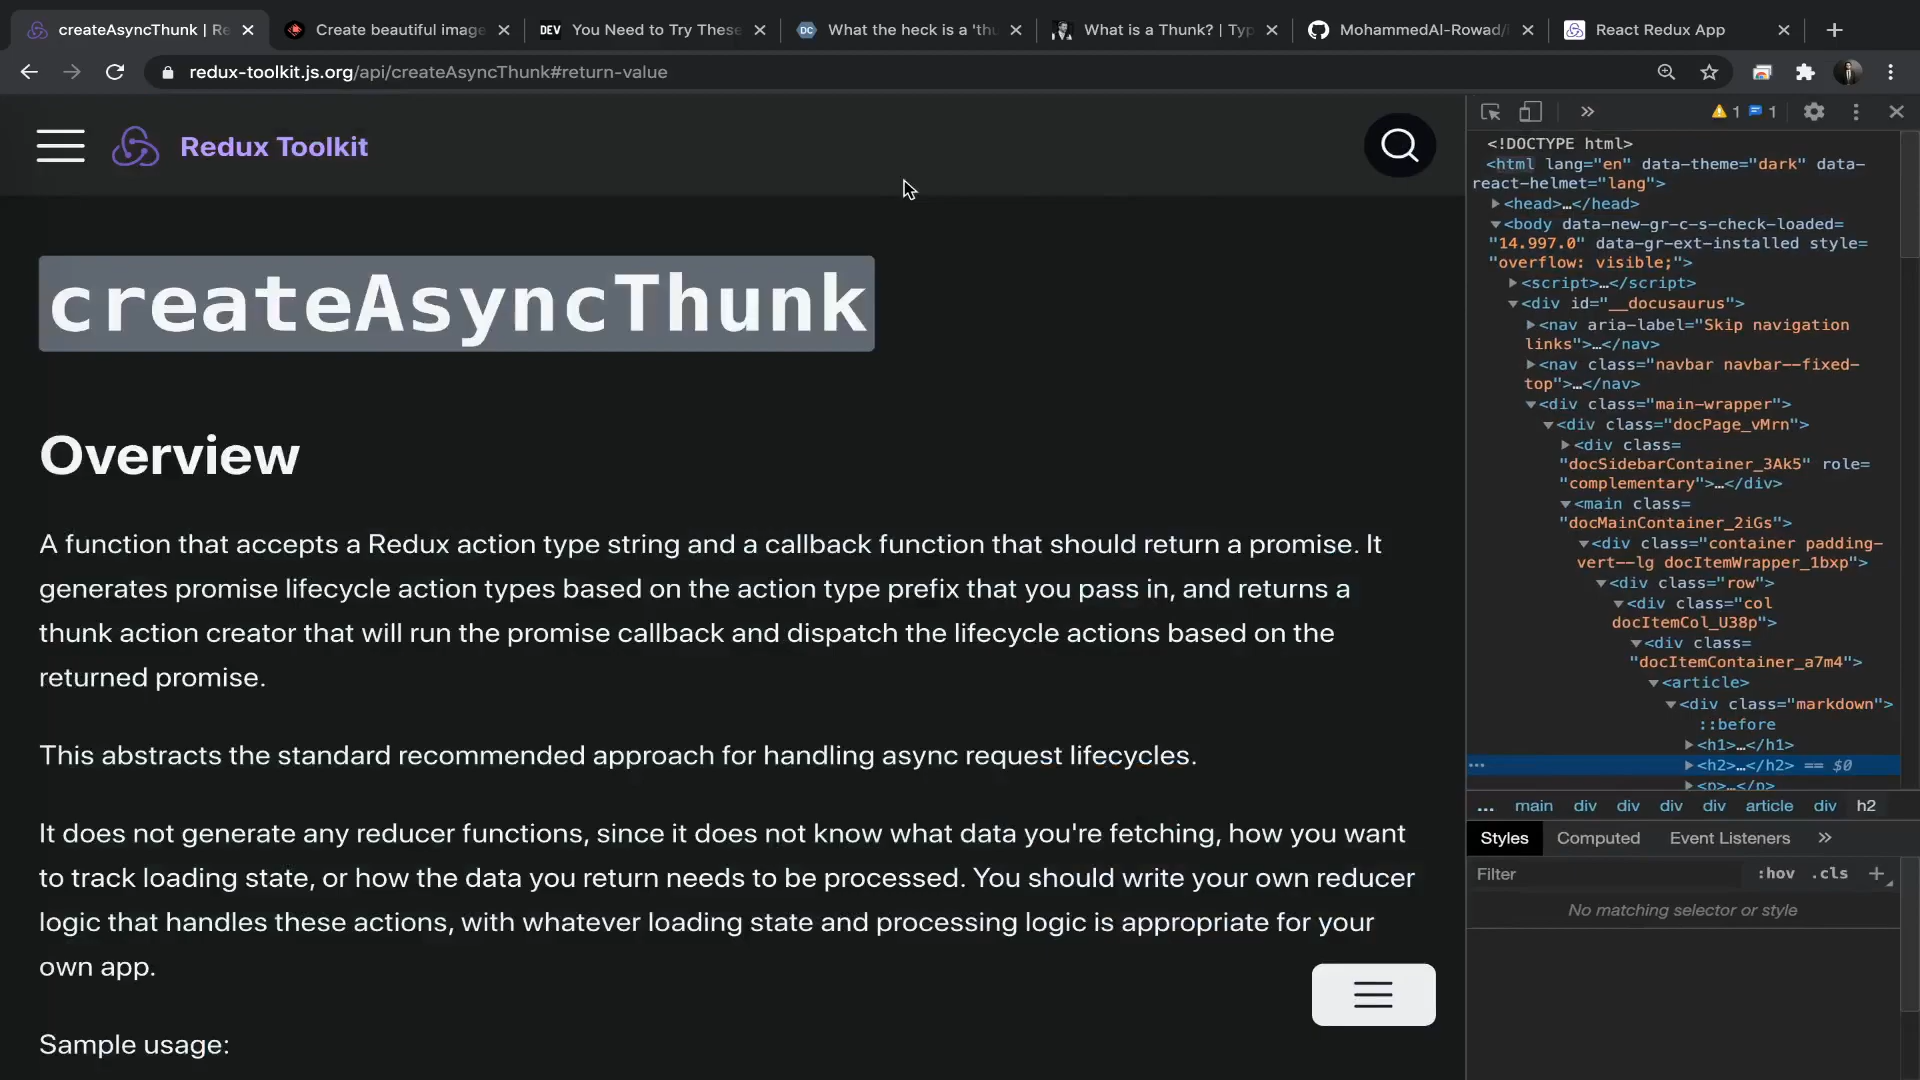 createAsyncThunk | Re
Create beautiful image
DEV You Need to Try These
DC What the heck is a 'thu
What is a Thunk? | Typ
MohammedAl-Rowad/
React Redux App
redux-toolkit.js.org/api/createAsyncThunk#return-value
Redux Toolkit
createAsyncThunk
Overview
A function that accepts a Redux action type string and a callback function that should return a promise. It
generates promise lifecycle action types based on the action type prefix that you pass in, and returns a
thunk action creator that will run the promise callback and dispatch the lifecycle actions based on the
returned promise.
This abstracts the standard recommended approach for handling async request lifecycles.
It does not generate any reducer functions, since it does not know what data you're fetching, how you want
to track loading state, or how the data you return needs to be processed. You should write your own reducer
logic that handles these actions, with whatever loading state and processing logic is appropriate for your
own app.
Sample usage:
1 1
<!DOCTYPE html>
<html lang="en" data-theme="dark" data-
react-helmet="lang">
<head>…</head>
<body data-new-gr-c-s-check-loaded=
"14.997.0" data-gr-ext-installed style=
"overflow: visible;">
<script>…</script>
<div id="__docusaurus">
<nav aria-label="Skip navigation
links">…</nav>
<nav class="navbar navbar--fixed-
top">…</nav>
<div class="main-wrapper">
<div class="docPage_vMrn">
<div class=
"docSidebarContainer_3Ak5" role=
"complementary">…</div>
<main class=
"docMainContainer_2iGs">
<div class="container padding-
vert--lg docItemWrapper_1bxp">
<div class="row">
<div class="col
docItemCol_U38p">
<div class=
"docItemContainer_a7m4">
<article>
<div class="markdown">
::before
<h1>…</h1>
<h2>…</h2> == $0
<p>…</p>
… main div div div div article div h2
Styles Computed Event Listeners
Filter :hov .cls
No matching selector or style